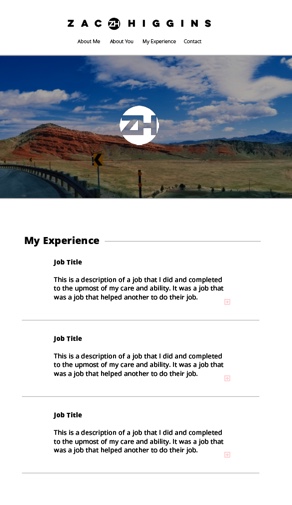 ZAC ZH HIGGINS
About Me About You My Experience Contact
ZH
My Experience
Job Title
This is a description of a job that I did and completed
to the upmost of my care and ability. It was a job that
was a job that helped another to do their job.
Job Title
This is a description of a job that I did and completed
to the upmost of my care and ability. It was a job that
was a job that helped another to do their job.
Job Title
This is a description of a job that I did and completed
to the upmost of my care and ability. It was a job that
was a job that helped another to do their job.